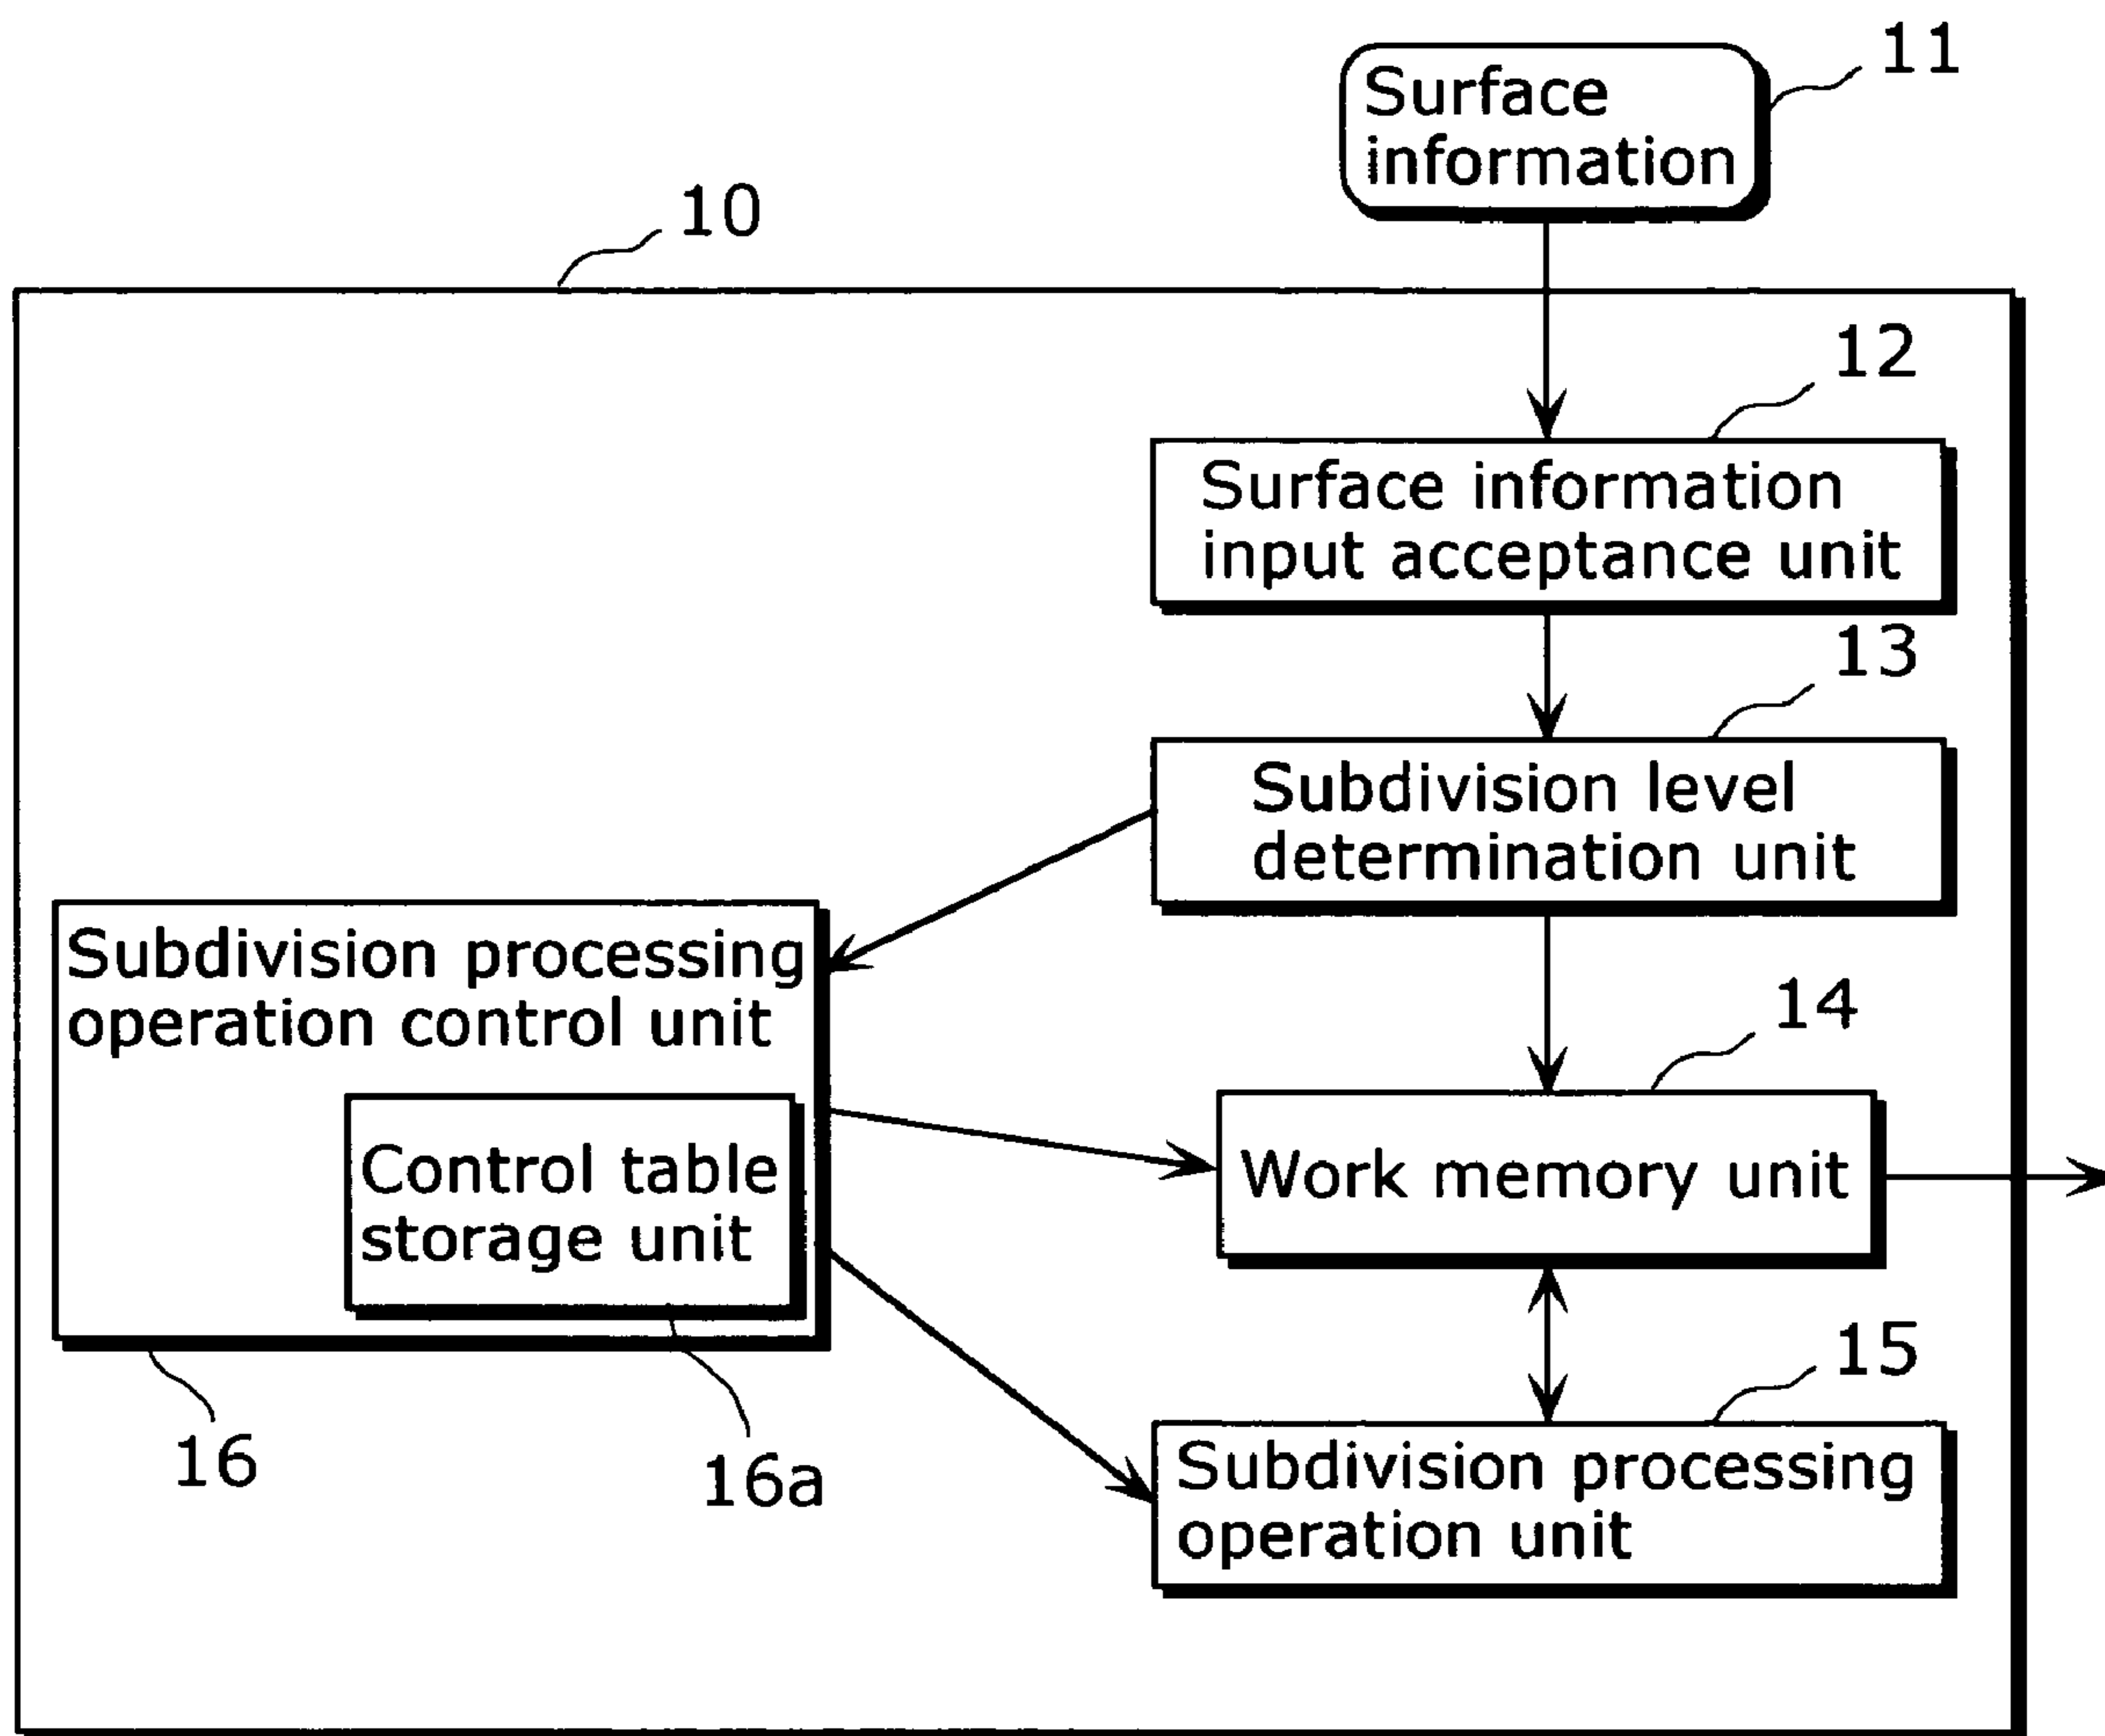 11
Surface
information
10
12
Surface information
input acceptance unit
13
Subdivision level
determination unit
Subdivision processing
operation control unit
14
Control table
storage unit
Work memory unit
15
16
16a
Subdivision processing
operation unit